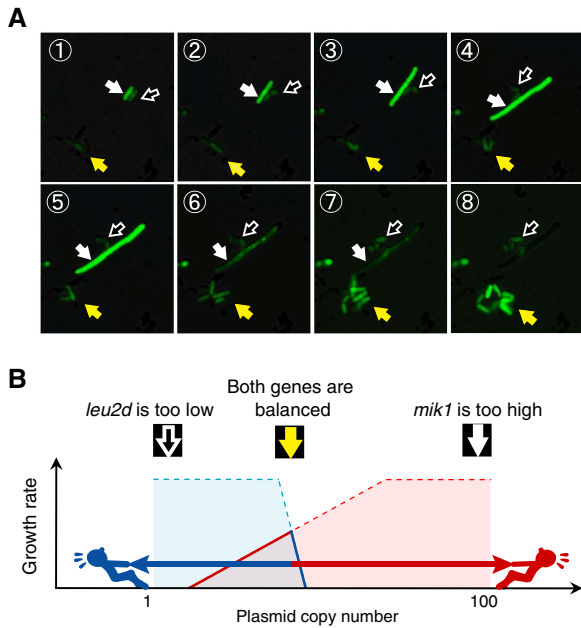 A
① ② ③ ④
⑤ ⑥ ⑦ ⑧
B
Both genes are
balanced
leu2d is too low
mik1 is too high
Growth rate
1
100
Plasmid copy number